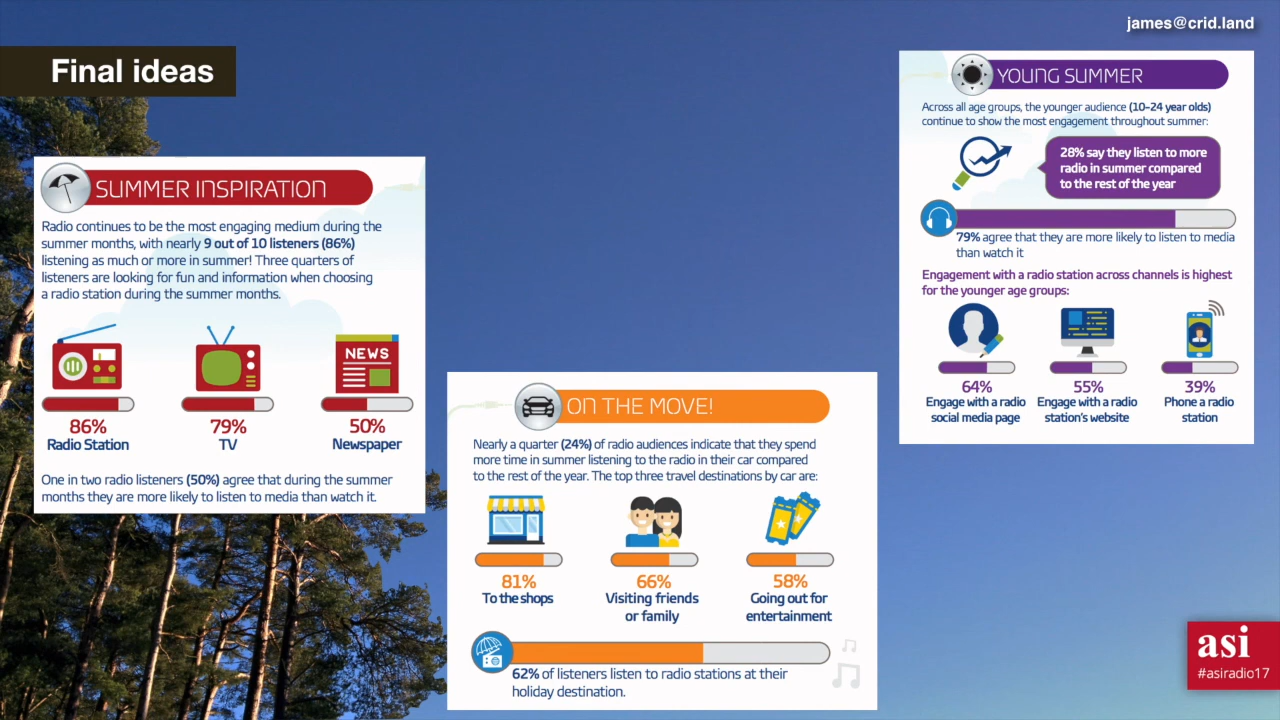 james@crid.land
Final ideas
SUMMER INSPIRATION
Radio continues to be the most engaging medium during the
summer months, with nearly 9 out of 10 listeners (86%)
listening as much or more in summer! Three quarters of
listeners are looking for fun and information when choosing
a radio station during the summer months.
NEWS
86%
Radio Station
79%
TV
50%
Newspaper
One in two radio listeners (50%) agree that during the summer
months they are more likely to listen to media than watch it.
ON THE MOVE!
Nearly a quarter (24%) of radio audiences indicate that they spend
more time in summer listening to the radio in their car compared
to the rest of the year. The top three travel destinations by car are:
81%
To the shops
66%
Visiting friends
or family
58%
Going out for
entertainment
62% of listeners listen to radio stations at their
holiday destination.
YOUNG SUMMER
Across all age groups, the younger audience (10-24 year olds)
continue to show the most engagement throughout summer:
28% say they listen to more
radio in summer compared
to the rest of the year
79% agree that they are more likely to listen to media
than watch it
Engagement with a radio station across channels is highest
for the younger age groups:
64%
Engage with a radio
social media page
55%
Engage with a radio
station's website
39%
Phone a radio
station
asi
#asiradio17